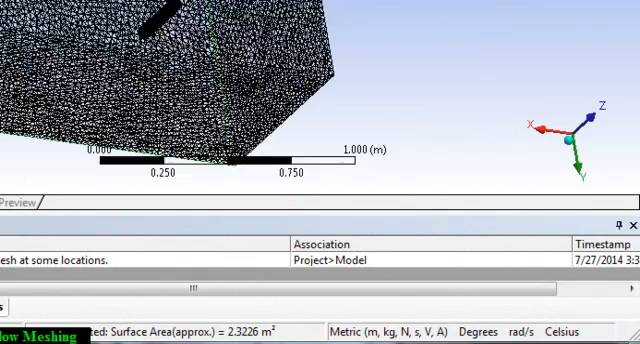 X
Z
Y
0.000
1.000 (m)
0.250
0.750
Preview
Association
Timestamp
esh at some locations.
Project>Model
7/27/2014 3:3
s
low Meshing
ted: Surface Area(approx.) = 2.3226 m²
Metric (m, kg, N, s, V, A)
Degrees
rad/s
Celsius